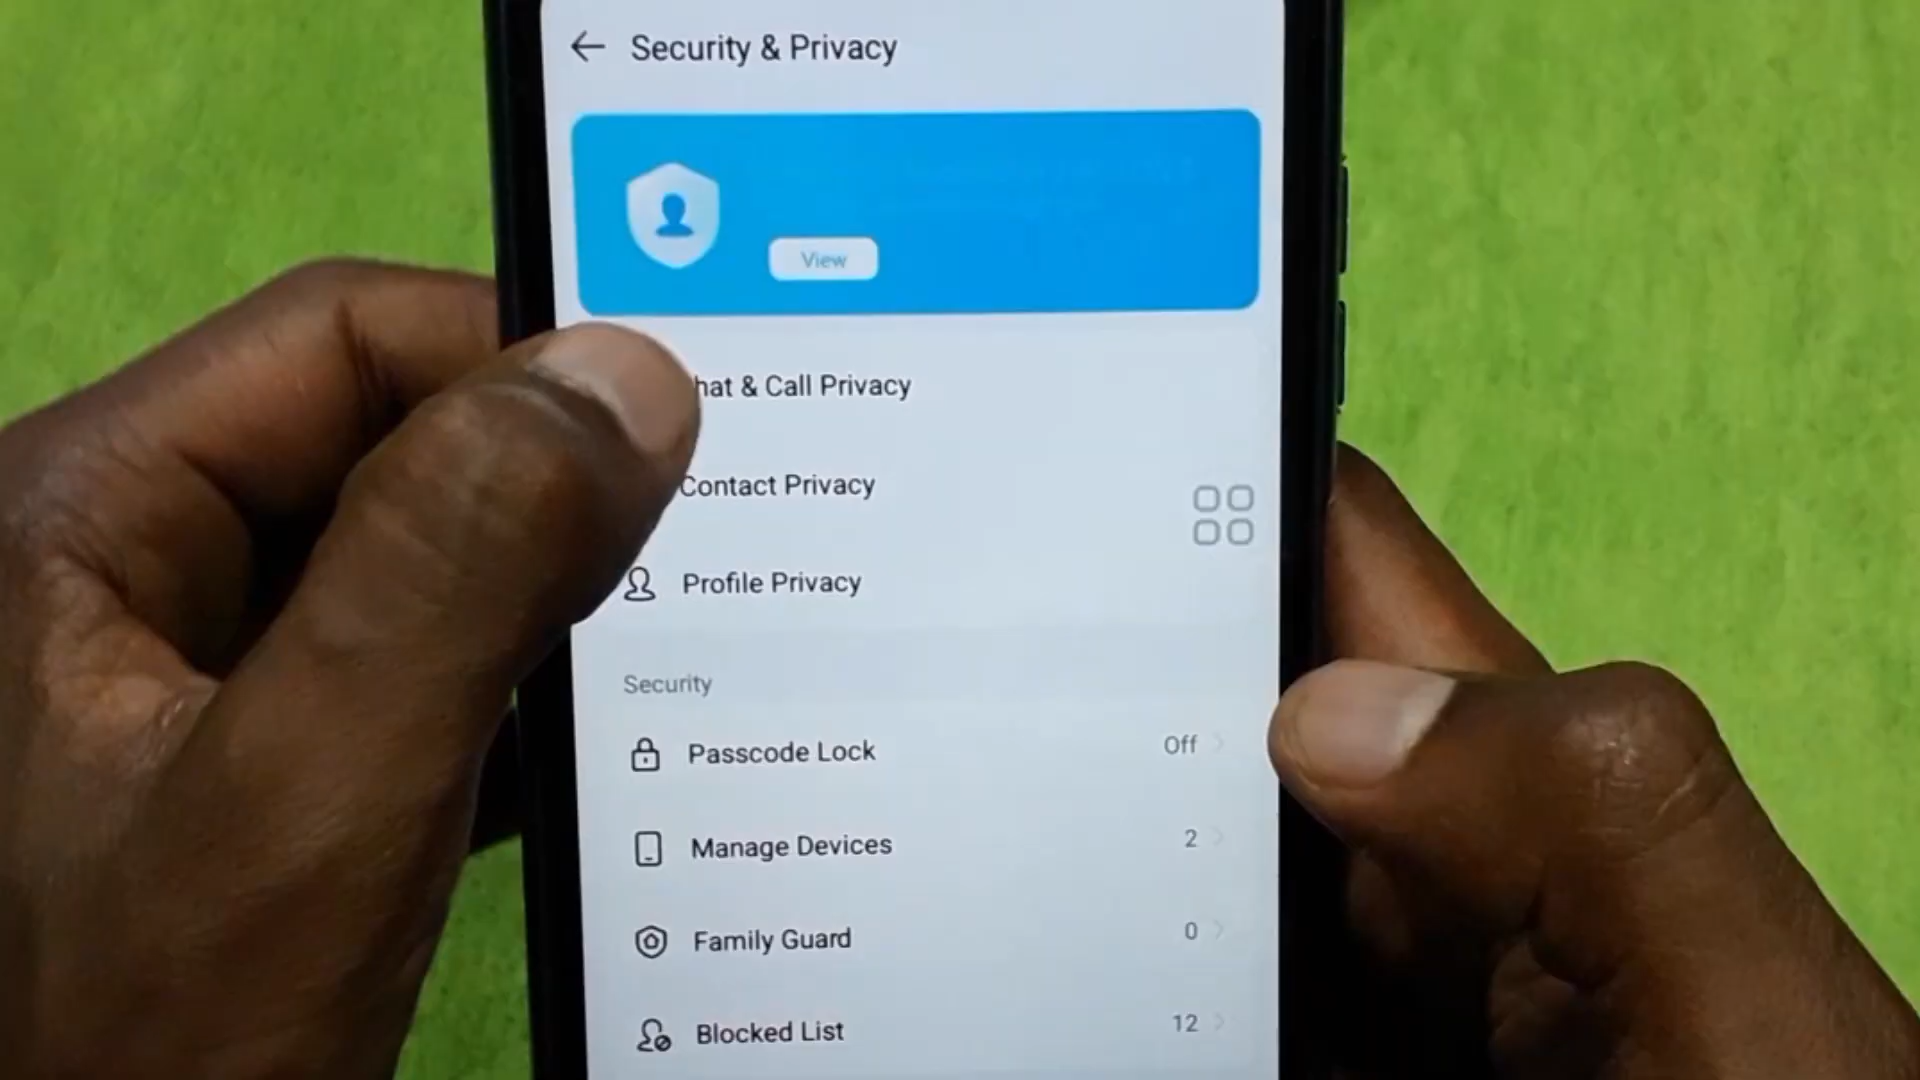 Security & Privacy
View
hat & Call Privacy
Contact Privacy
Profile Privacy
Security
Passcode Lock Off
Manage Devices 2
Family Guard 0
Blocked List 12